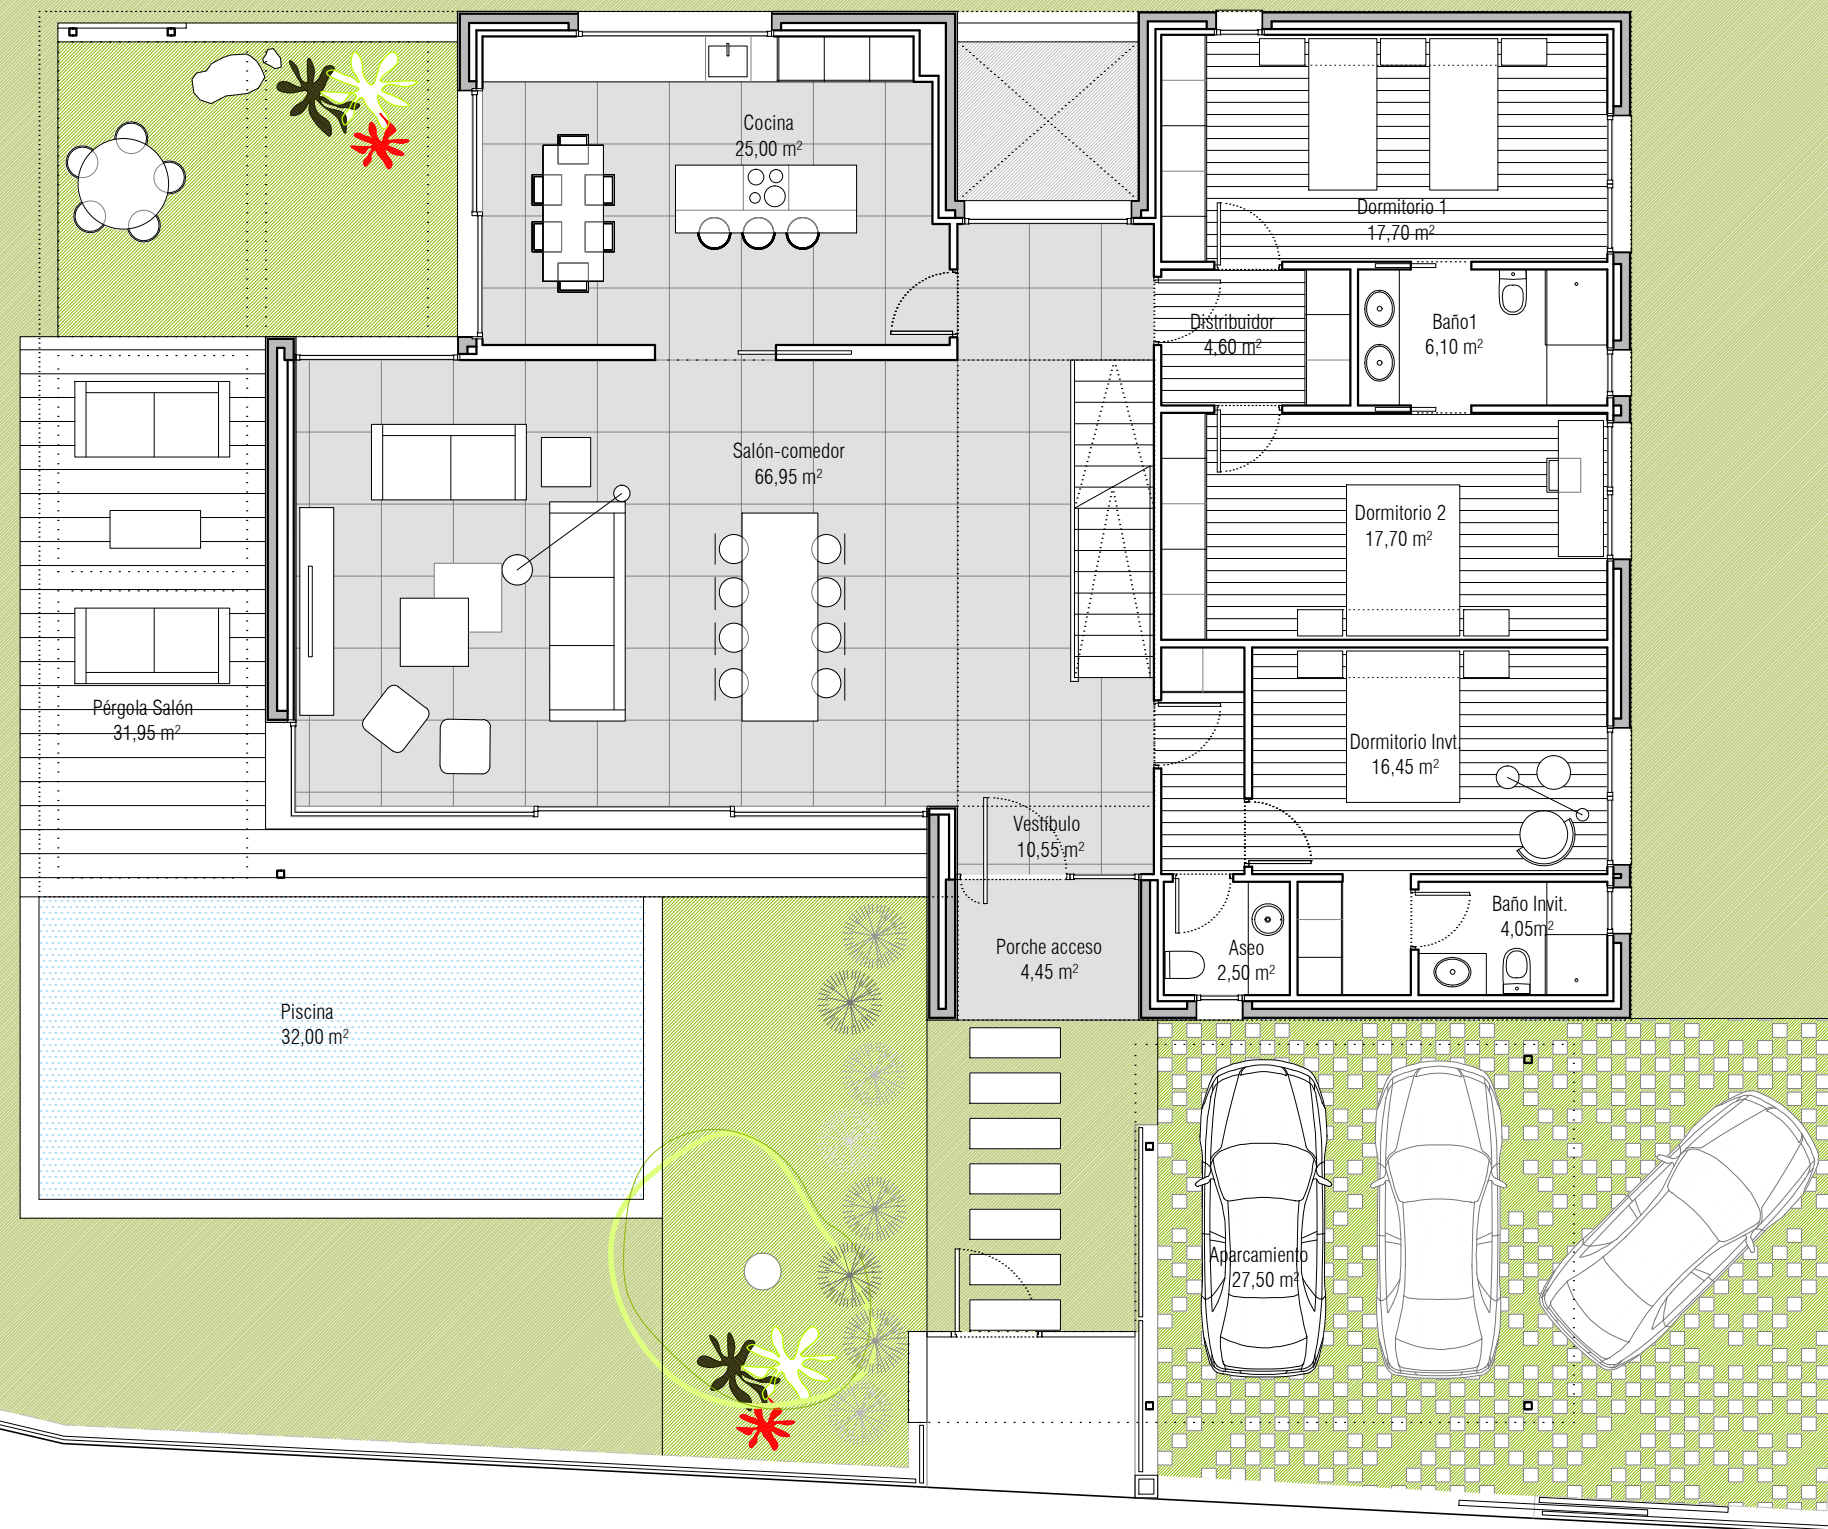 Cocina
25,00 m²
Dormitorio 1
17,70 m²
Distribuidor
4,60 m²
Baño1
6,10 m²
Salón-comedor
66,95 m²
Dormitorio 2
17,70 m²
Pérgola Salón
31,95 m²
Dormitorio Invt.
16,45 m²
Vestíbulo
10,55 m²
Baño Invit.
4,05m²
Porche acceso
4,45 m²
Aseo
2,50 m²
Piscina
32,00 m²
Aparcamiento
27,50 m²